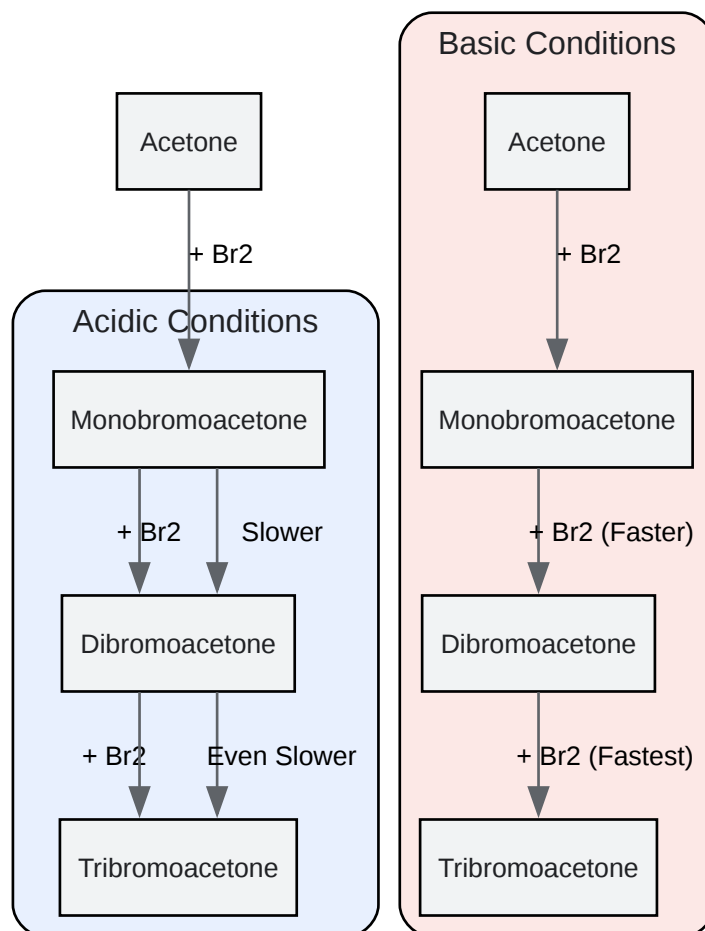 Basic Conditions
Acetone
Acetone
+ Br2
+ Br2
Acidic Conditions
Monobromoacetone
Monobromoacetone
+ Br2
Slower
+ Br2 (Faster)
Dibromoacetone
Dibromoacetone
+ Br2
Even Slower
+ Br2 (Fastest)
Tribromoacetone
Tribromoacetone